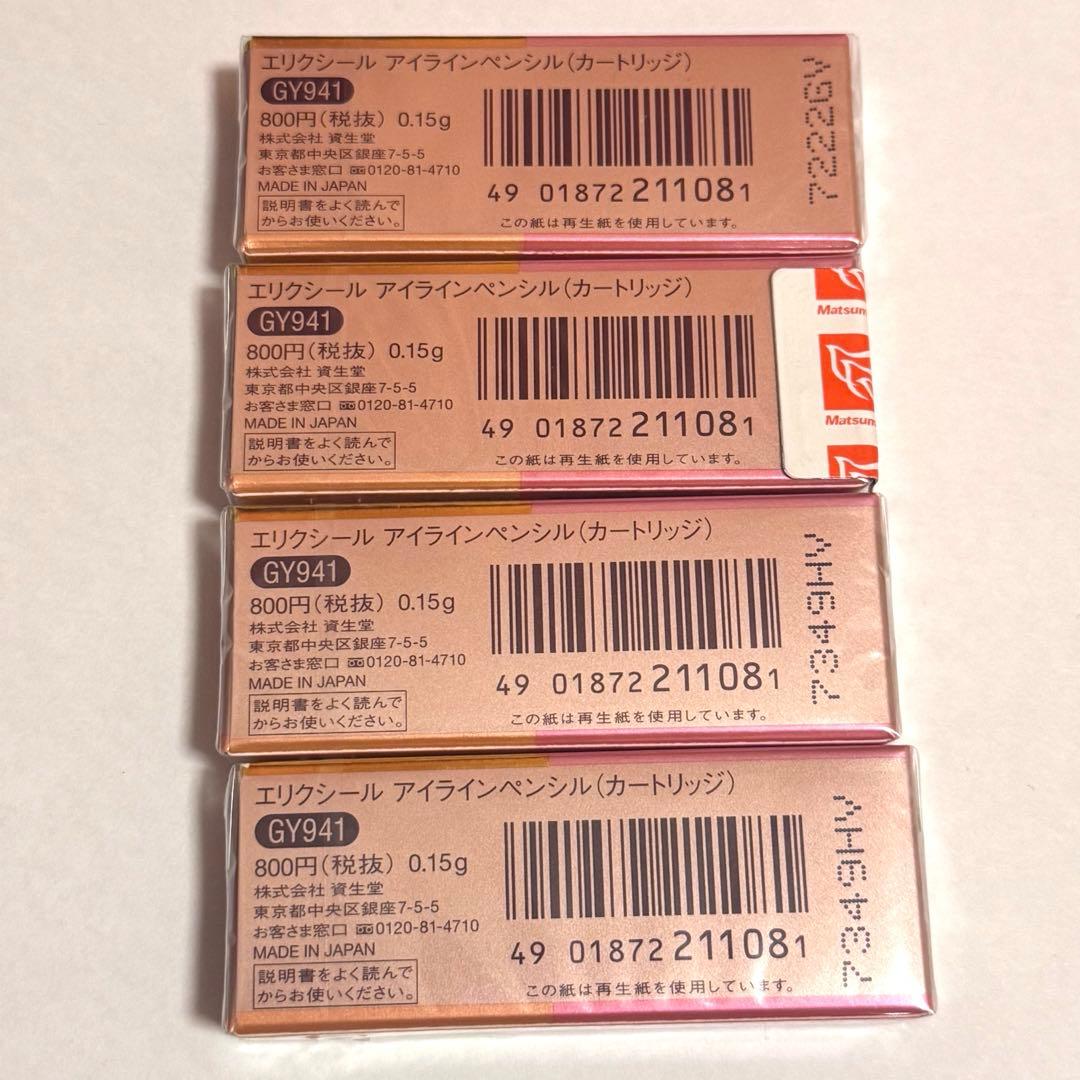 エリクシール アイラインペンシル(カートリッジ)
GY941
800円(税抜) 0.15g
株式会社 資生堂
東京都中央区銀座7-5-5
お客さま窓口 0120-81-4710
MADE IN JAPAN
説明書をよく読んで
からお使いください。
49 01872 211081
この紙は再生紙を使用しています。
7222GV
エリクシール アイラインペンシル(カートリッジ)
GY941
800円(税抜) 0.15g
株式会社 資生堂
東京都中央区銀座7-5-5
お客さま窓口 0120-81-4710
MADE IN JAPAN
説明書をよく読んで
からお使いください。
49 01872 211081
この紙は再生紙を使用しています。
Matsum
Matsum
エリクシール アイラインペンシル(カートリッジ)
GY941
800円(税抜) 0.15g
株式会社 資生堂
東京都中央区銀座7-5-5
お客さま窓口 0120-81-4710
MADE IN JAPAN
説明書をよく読んで
からお使いください。
49 01872 211081
この紙は再生紙を使用しています。
7349HV
エリクシール アイラインペンシル(カートリッジ)
GY941
800円(税抜) 0.15g
株式会社 資生堂
東京都中央区銀座7-5-5
お客さま窓口 0120-81-4710
MADE IN JAPAN
説明書をよく読んで
からお使いください。
49 01872 211081
この紙は再生紙を使用しています。
7349HV